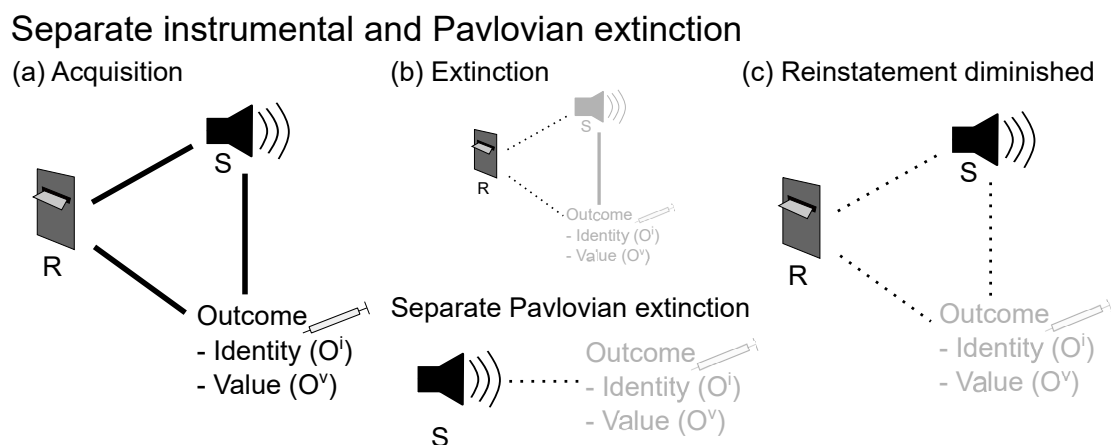 Separate instrumental and Pavlovian extinction
(a) Acquisition
S
R
Outcome
- Identity (Oⁱ)
- Value (Oᵛ)
(b) Extinction
S
R
Outcome
- Identity (Oⁱ)
- Value (Oᵛ)
Separate Pavlovian extinction
Outcome
- Identity (Oⁱ)
- Value (Oᵛ)
S
(c) Reinstatement diminished
S
R
Outcome
- Identity (Oⁱ)
- Value (Oᵛ)